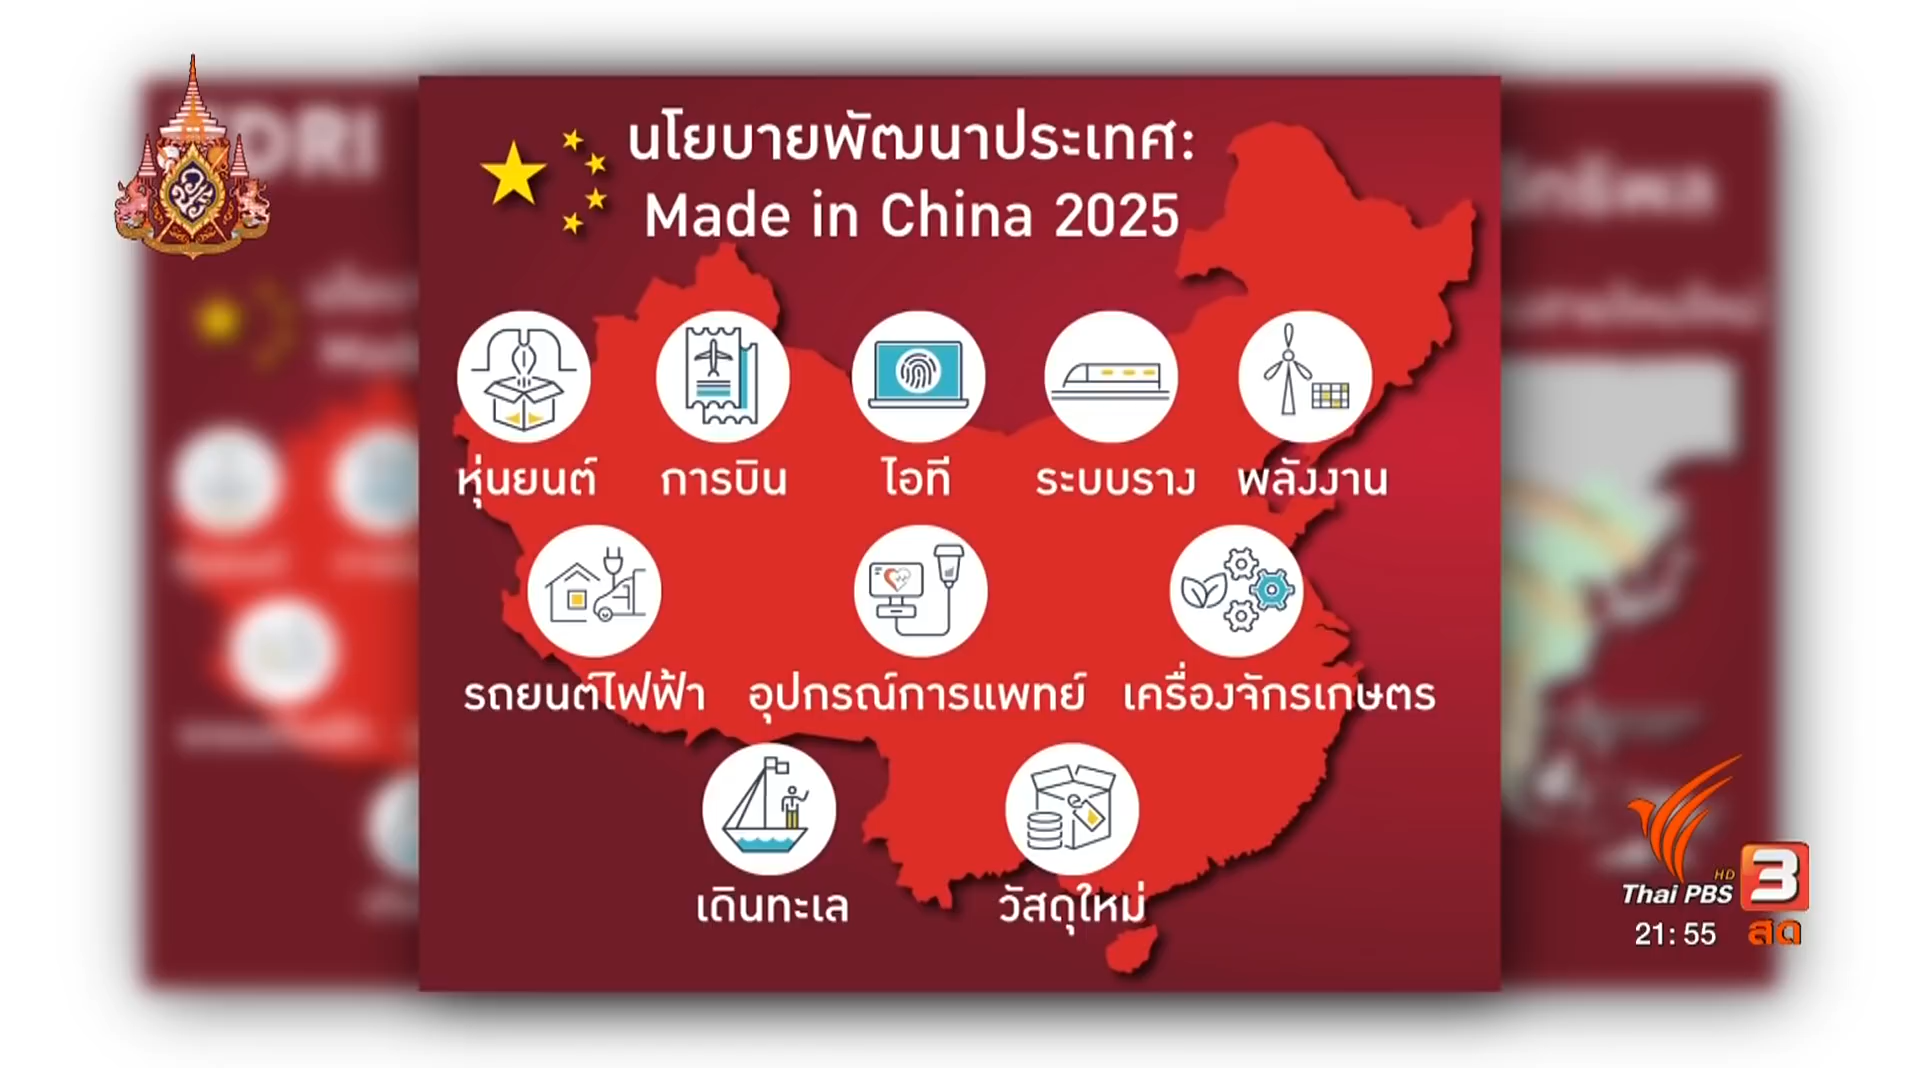 นโยบายพัฒนาประเทศ:
Made in China 2025
หุ่นยนต์
การบิน
ไอที
ระบบราง
พลังงาน
รถยนต์ไฟฟ้า
อุปกรณ์การแพทย์
เครื่องจักรเกษตร
เดินทะเล
วัสดุใหม่
HD
Thai PBS
3
21: 55
สด